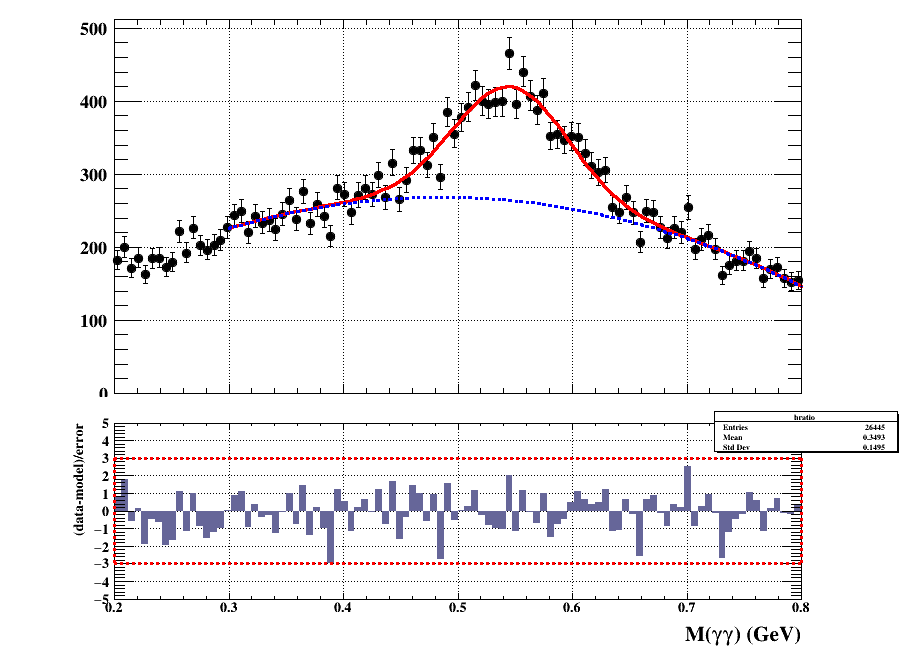 500
400
300
200
100
0
hratio
Entries 26445
Mean 0.3493
Std Dev 0.1495
(data-model)/error
5
4
3
2
1
0
−1
−2
−3
−4
−5
0.2 0.3 0.4 0.5 0.6 0.7 0.8
M(γγ) (GeV)